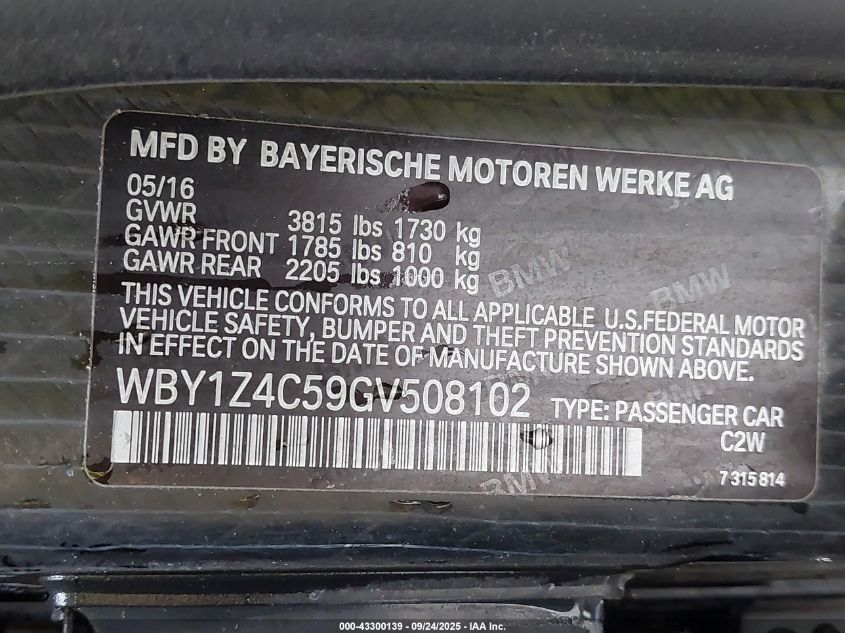 MFD BY BAYERISCHE MOTOREN WERKE AG
05/16
GVWR 3815 lbs 1730 kg
GAWR FRONT 1785 lbs 810 kg
GAWR REAR 2205 lbs 1000 kg
THIS VEHICLE CONFORMS TO ALL APPLICABLE U.S.FEDERAL MOTOR
VEHICLE SAFETY, BUMPER AND THEFT PREVENTION STANDARDS
IN EFFECT ON THE DATE OF MANUFACTURE SHOWN ABOVE.
WBY1Z4C59GV508102 TYPE: PASSENGER CAR
C2W
7 315 814
BMW
BMW
BMW
000-43300139 - 09/24/2025 - IAA Inc.